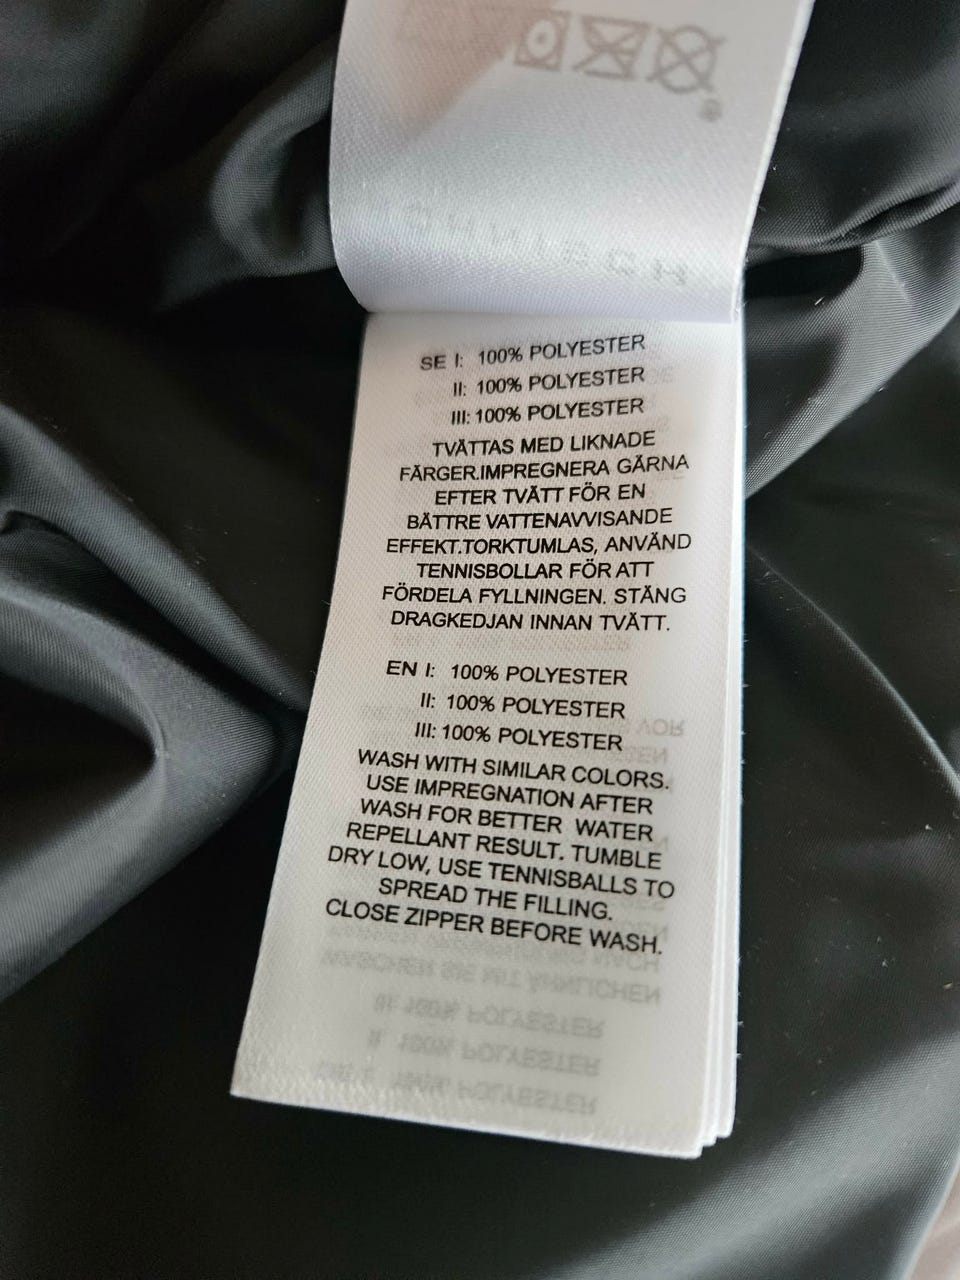 SE I: 100% POLYESTER
II: 100% POLYESTER
III: 100% POLYESTER
TVÄTTAS MED LIKNADE
FÄRGER.IMPREGNERA GÄRNA
EFTER TVÄTT FÖR EN
BÄTTRE VATTENAVVISANDE
EFFEKT.TORKTUMLAS, ANVÄND
TENNISBOLLAR FÖR ATT
FÖRDELA FYLLNINGEN. STÄNG
DRAGKEDJAN INNAN TVÄTT.
EN I: 100% POLYESTER
II: 100% POLYESTER
III: 100% POLYESTER
WASH WITH SIMILAR COLORS.
USE IMPREGNATION AFTER
WASH FOR BETTER WATER
REPELLANT RESULT. TUMBLE
DRY LOW, USE TENNISBALLS TO
SPREAD THE FILLING.
CLOSE ZIPPER BEFORE WASH.